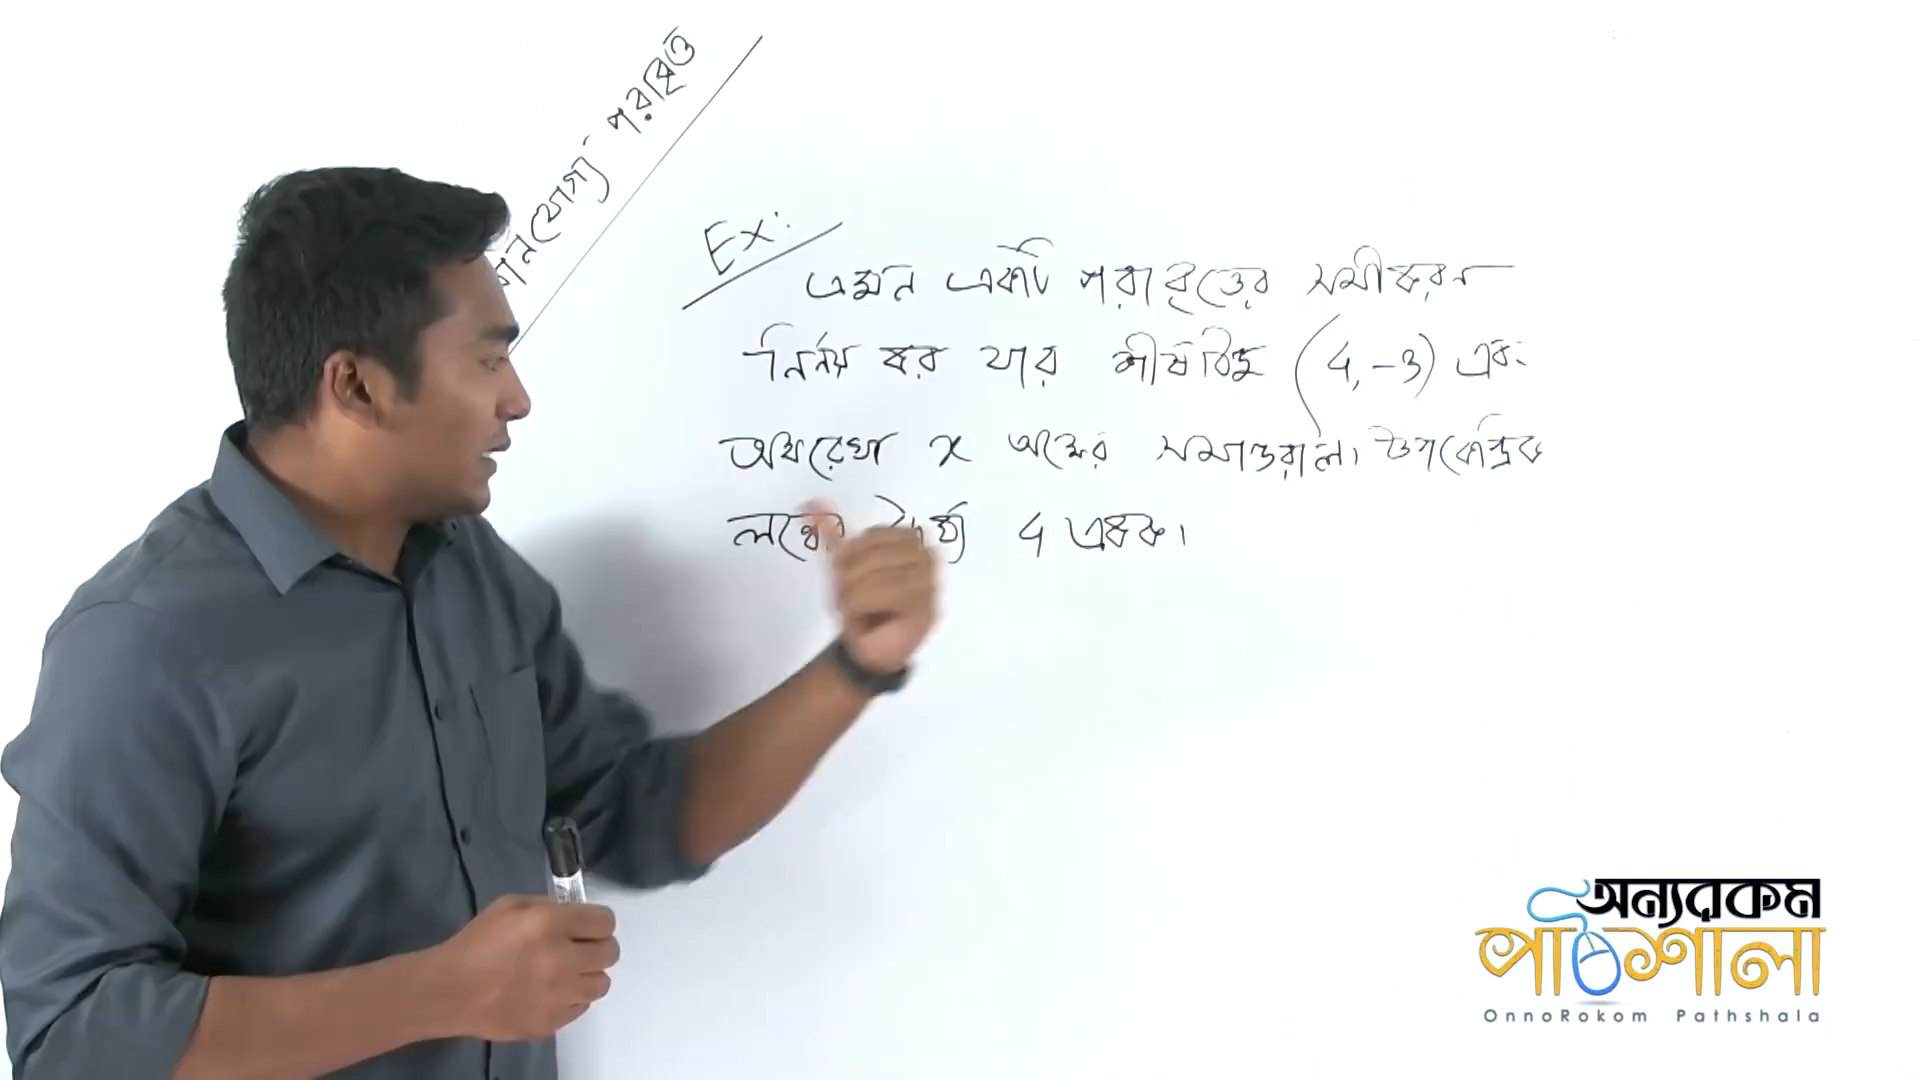 যোগ্য পরাবৃত্ত
Ex:
এমন একটি পরাবৃত্তের সমীকরণ
নির্ণয় কর যার শীর্ষবিন্দু (4, -3) এবং
অক্ষরেখা x অক্ষের সমান্তরাল। উপকেন্দ্রিক
লম্বের দৈর্ঘ্য 4 একক।
অন্যরকম
পাঠশালা
OnnoRokom Pathshala